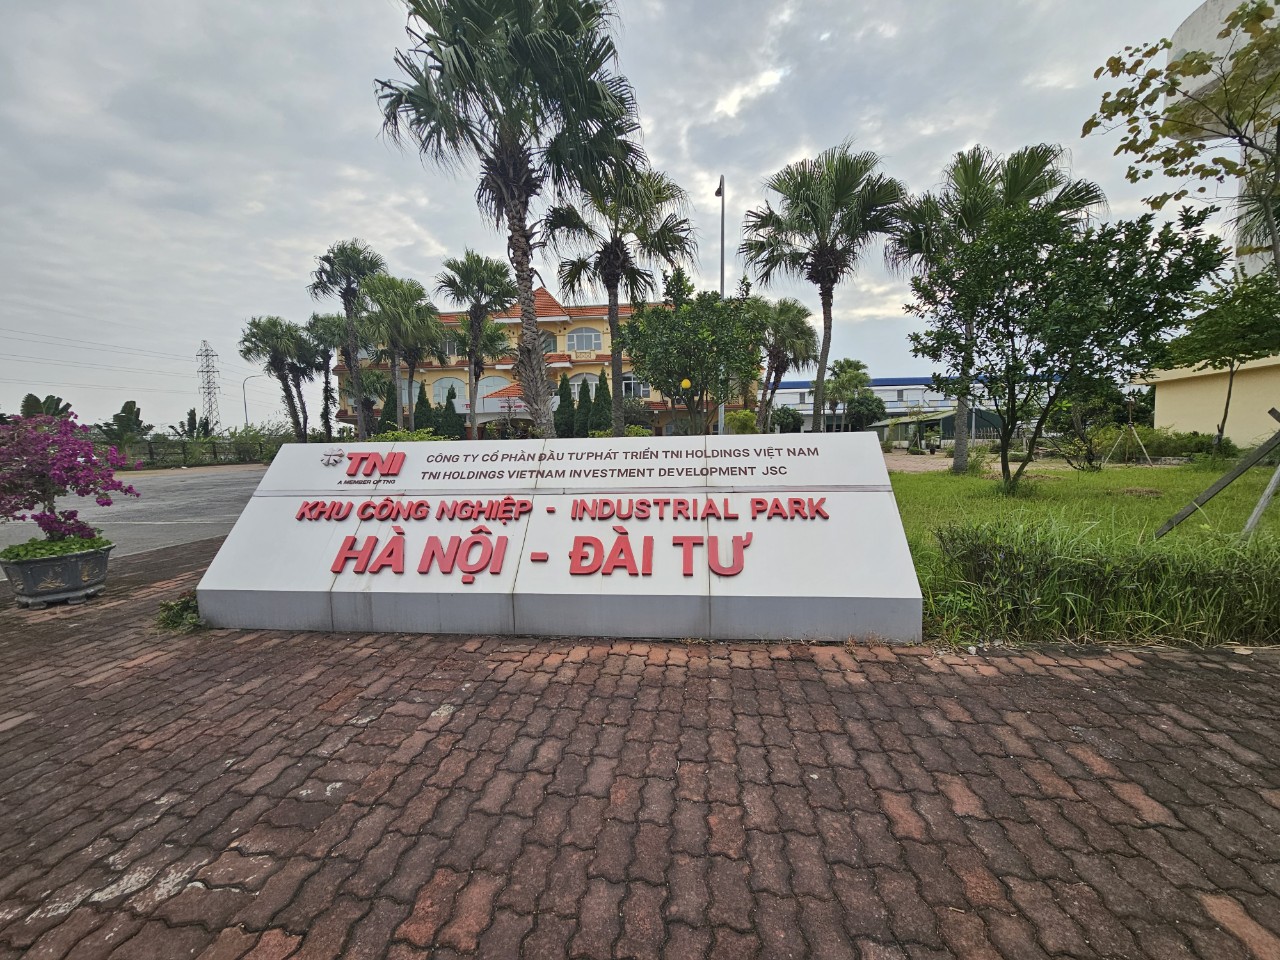 TNI
A MEMBER OF TNG
CÔNG TY CỔ PHẦN ĐẦU TƯ PHÁT TRIỂN TNI HOLDINGS VIỆT NAM
TNI HOLDINGS VIETNAM INVESTMENT DEVELOPMENT JSC
KHU CÔNG NGHIỆP - INDUSTRIAL PARK
HÀ NỘI - ĐÀI TƯ